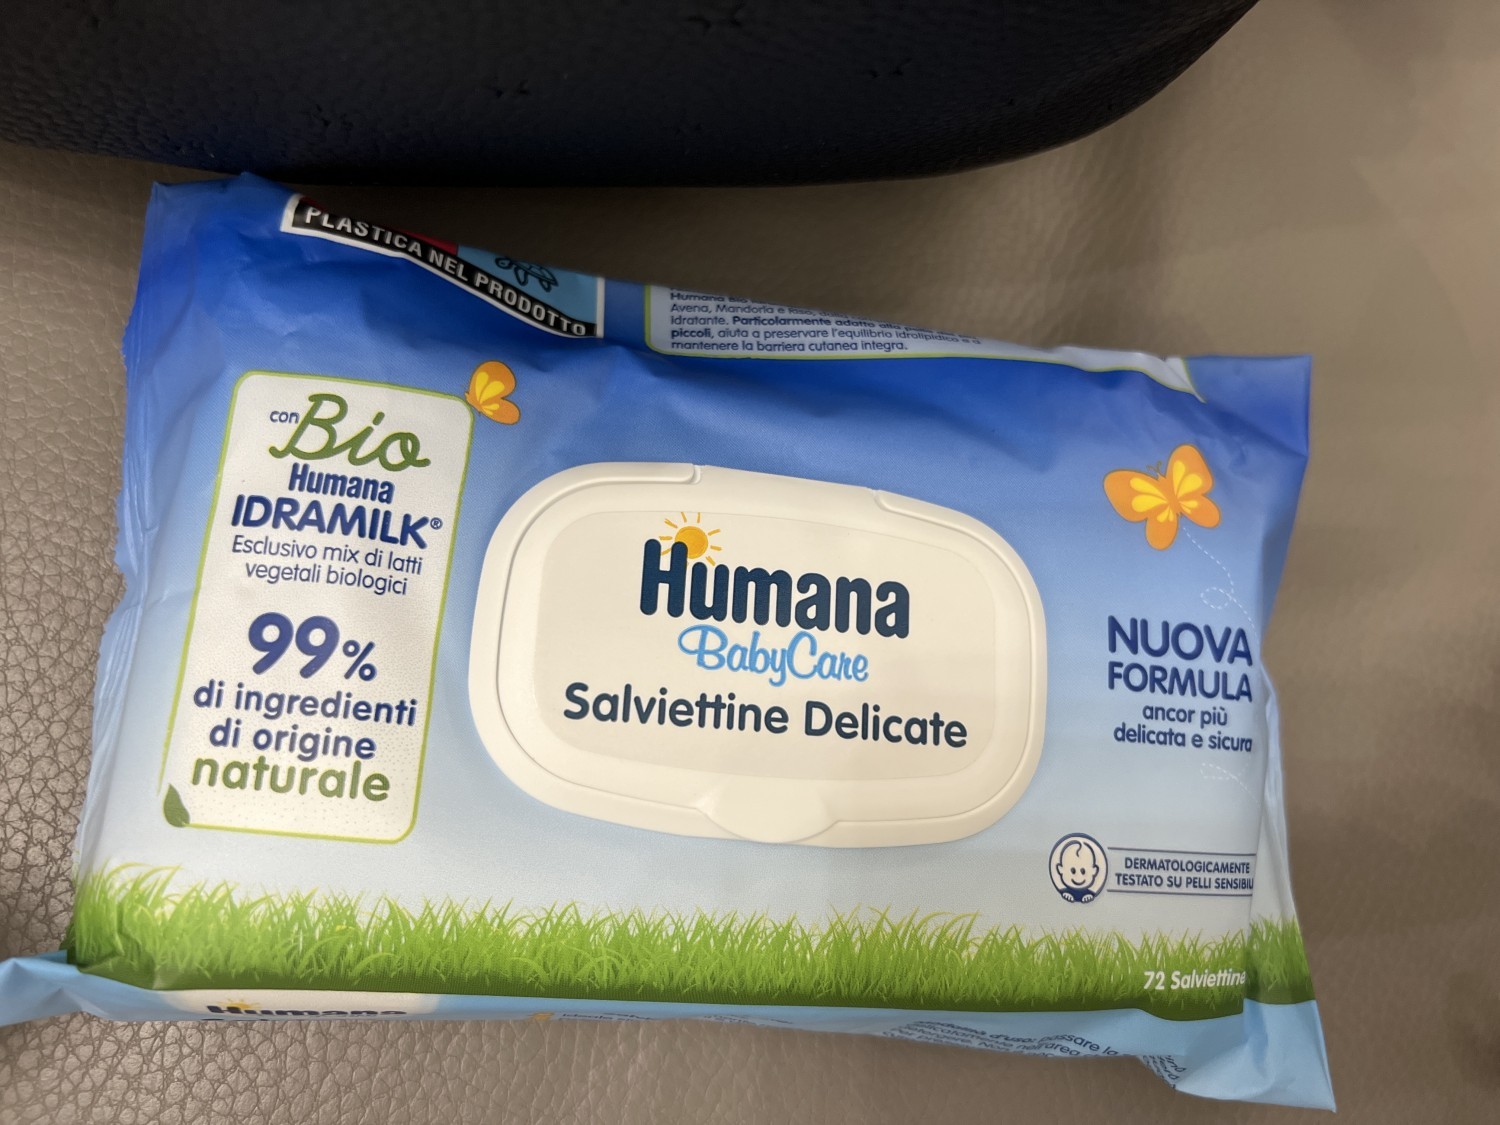 PLASTICA NEL PRODOTTO
Avena, Mandorla e
Idratante. Particolarmente adatto alla
piccoli, aiuta a preservare l'equilibrio idrolipidico e a
mantenere la barriera cutanea integra.
con Bio
Humana
IDRAMILK®
Esclusivo mix di latti
vegetali biologici
99%
di ingredienti
di origine
naturale
Humana
BabyCare
Salviettine Delicate
NUOVA
FORMULA
ancor più
delicata e sicura
DERMATOLOGICAMENTE
TESTATO SU PELLI SENSIBILI
72 Salviettine
Humana